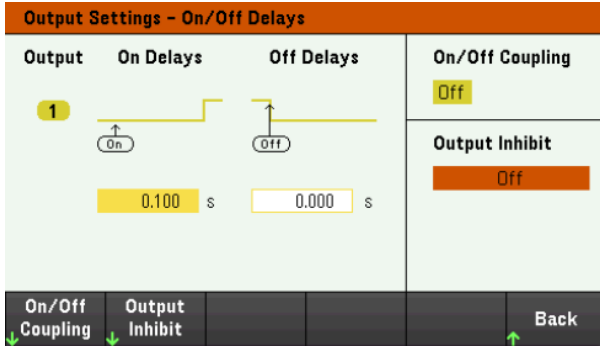 Output Settings - On/Off Delays
Output On Delays Off Delays
1
On
Off
0.100 s 0.000 s
On/Off Coupling
Off
Output Inhibit
Off
On/Off Coupling
Output Inhibit
Back